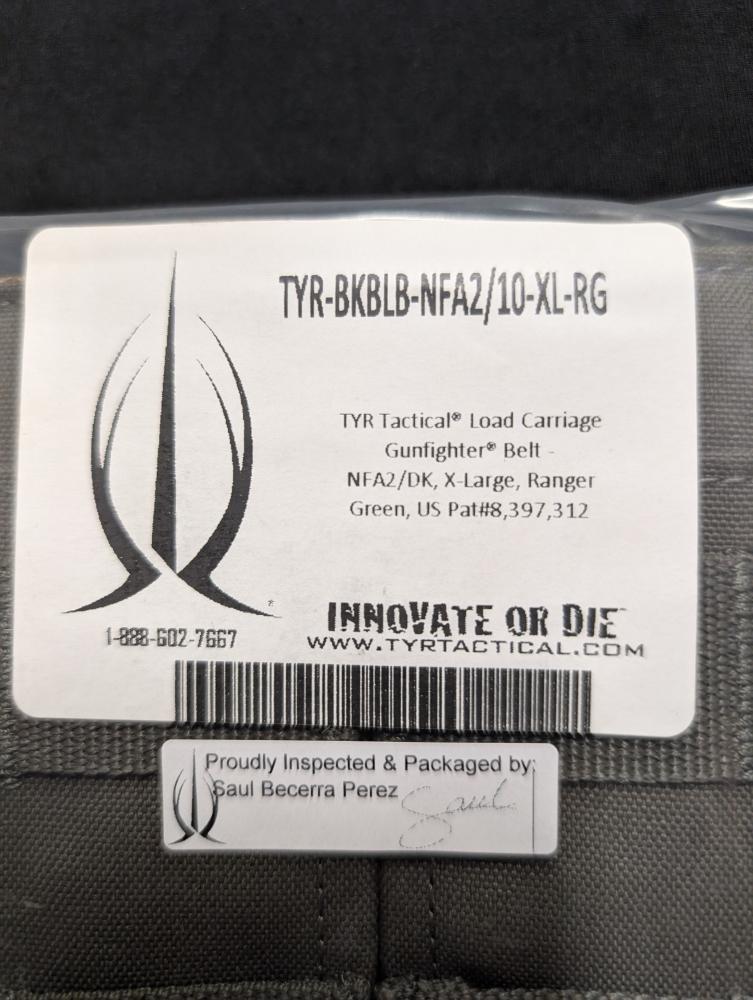 TYR-BKBLB-NFA2/10-XL-RG
TYR Tactical® Load Carriage
Gunfighter® Belt -
NFA2/DK, X-Large, Ranger
Green, US Pat#8,397,312
®
1-888-602-7667
INNOVATE OR DIE™
WWW.TYRTACTICAL.COM
Proudly Inspected & Packaged by:
Saul Becerra Perez
Saul